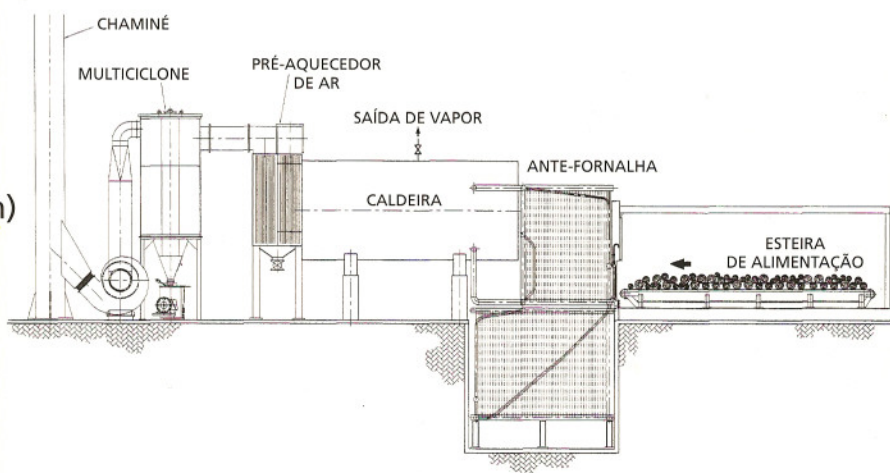 CHAMINÉ
MULTICICLONE
PRÉ-AQUECEDOR
DE AR
SAÍDA DE VAPOR
ANTE-FORNALHA
CALDEIRA
ESTEIRA
DE ALIMENTAÇÃO